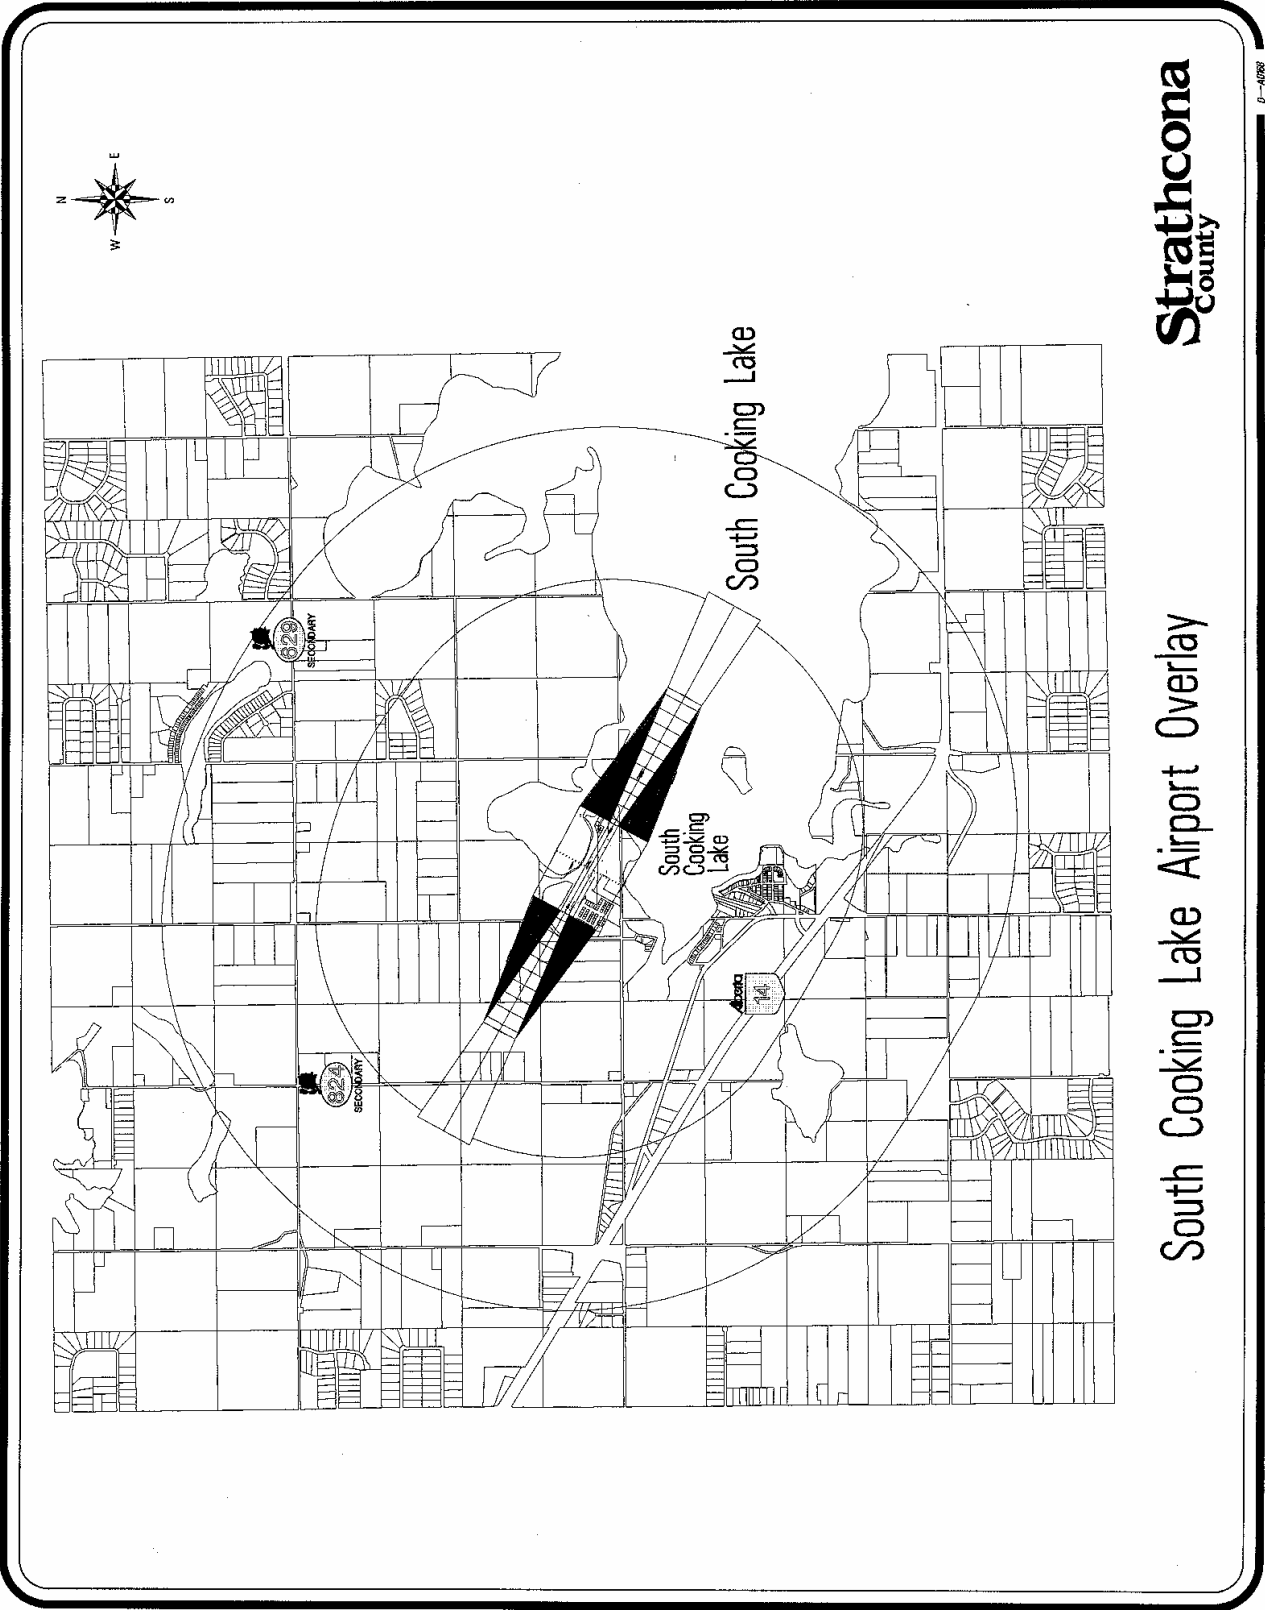 D--A0168
N
W
E
S
629
SECONDARY
824
SECONDARY
South Cooking Lake
South
Cooking
Lake
Alberta
14
South Cooking Lake Airport Overlay
Strathcona
County